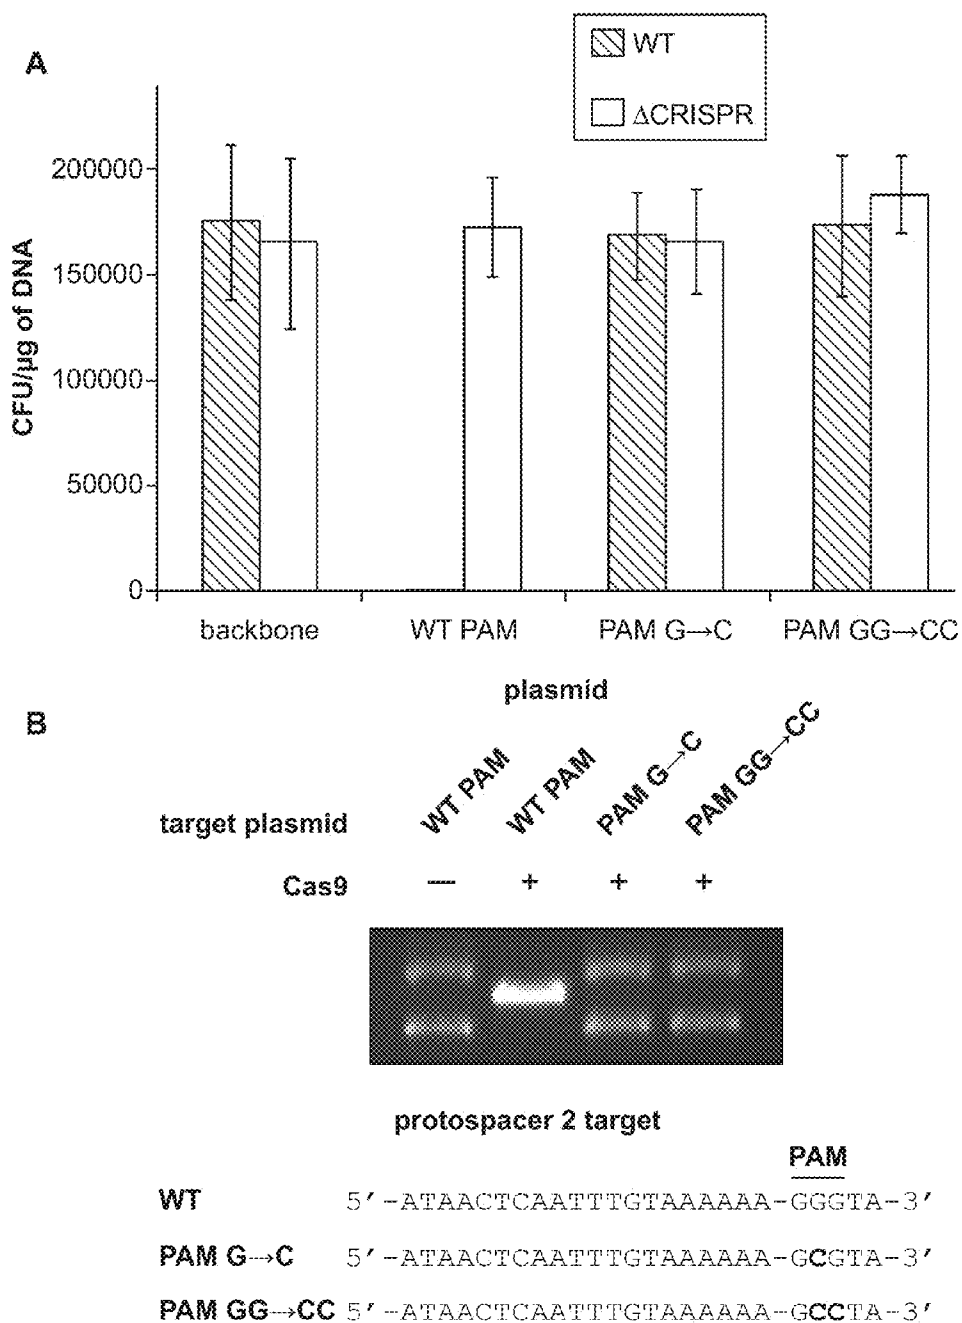 A
WT
ΔCRISPR
CFU/µg of DNA
200000
150000
100000
50000
0
backbone WT PAM PAM G→C PAM GG→CC
plasmid
B
target plasmid WT PAM WT PAM PAM G→C PAM GG→CC
Cas9 — + + +
protospacer 2 target
PAM
WT 5’-ATAACTCAATTTGTAAAAAA-GGGTA-3’
PAM G→C 5’-ATAACTCAATTTGTAAAAAA-GCGTA-3’
PAM GG→CC 5’-ATAACTCAATTTGTAAAAAA-GCCTA-3’